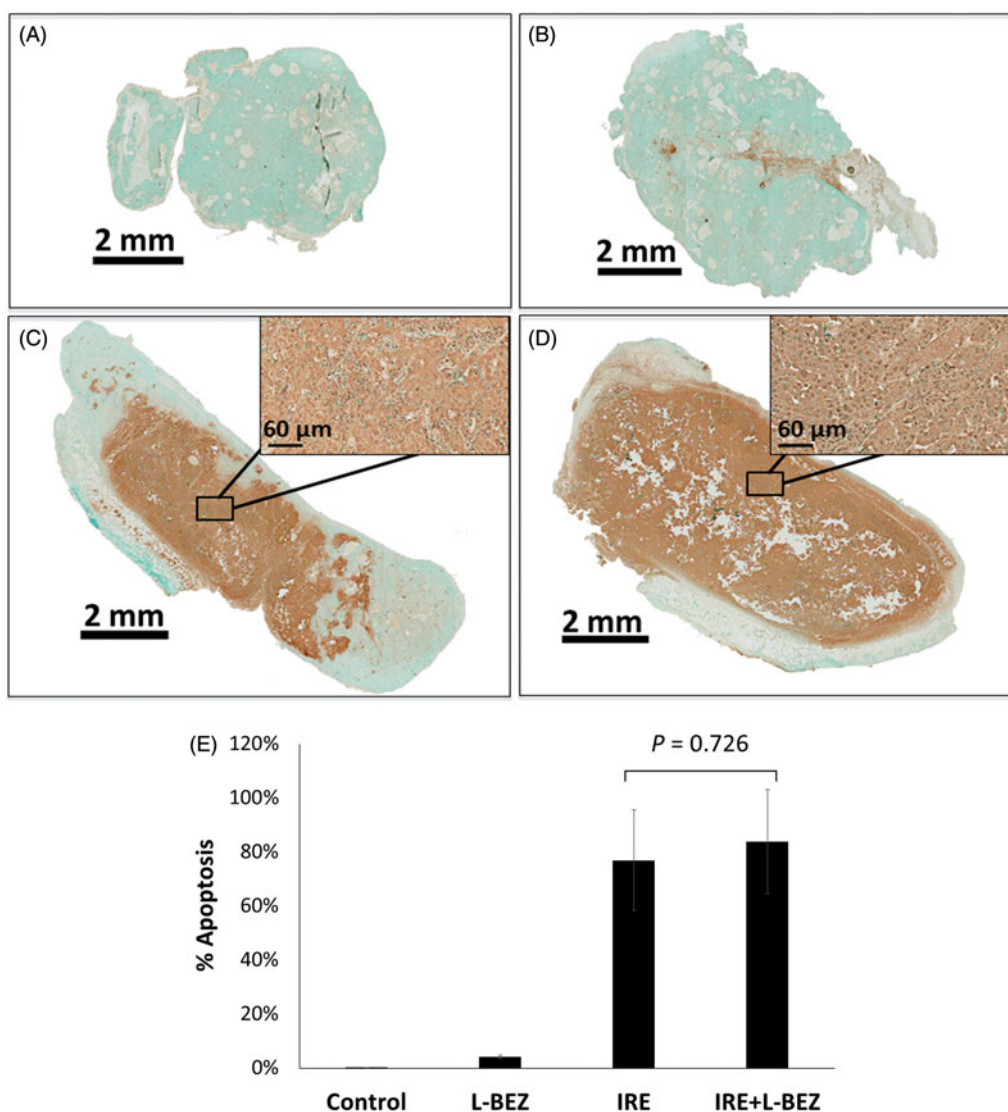 (A)
2 mm
(B)
2 mm
(C)
60 µm
2 mm
(D)
60 µm
2 mm
(E)
P = 0.726
% Apoptosis
120%
100%
80%
60%
40%
20%
0%
Control L-BEZ IRE IRE+L-BEZ